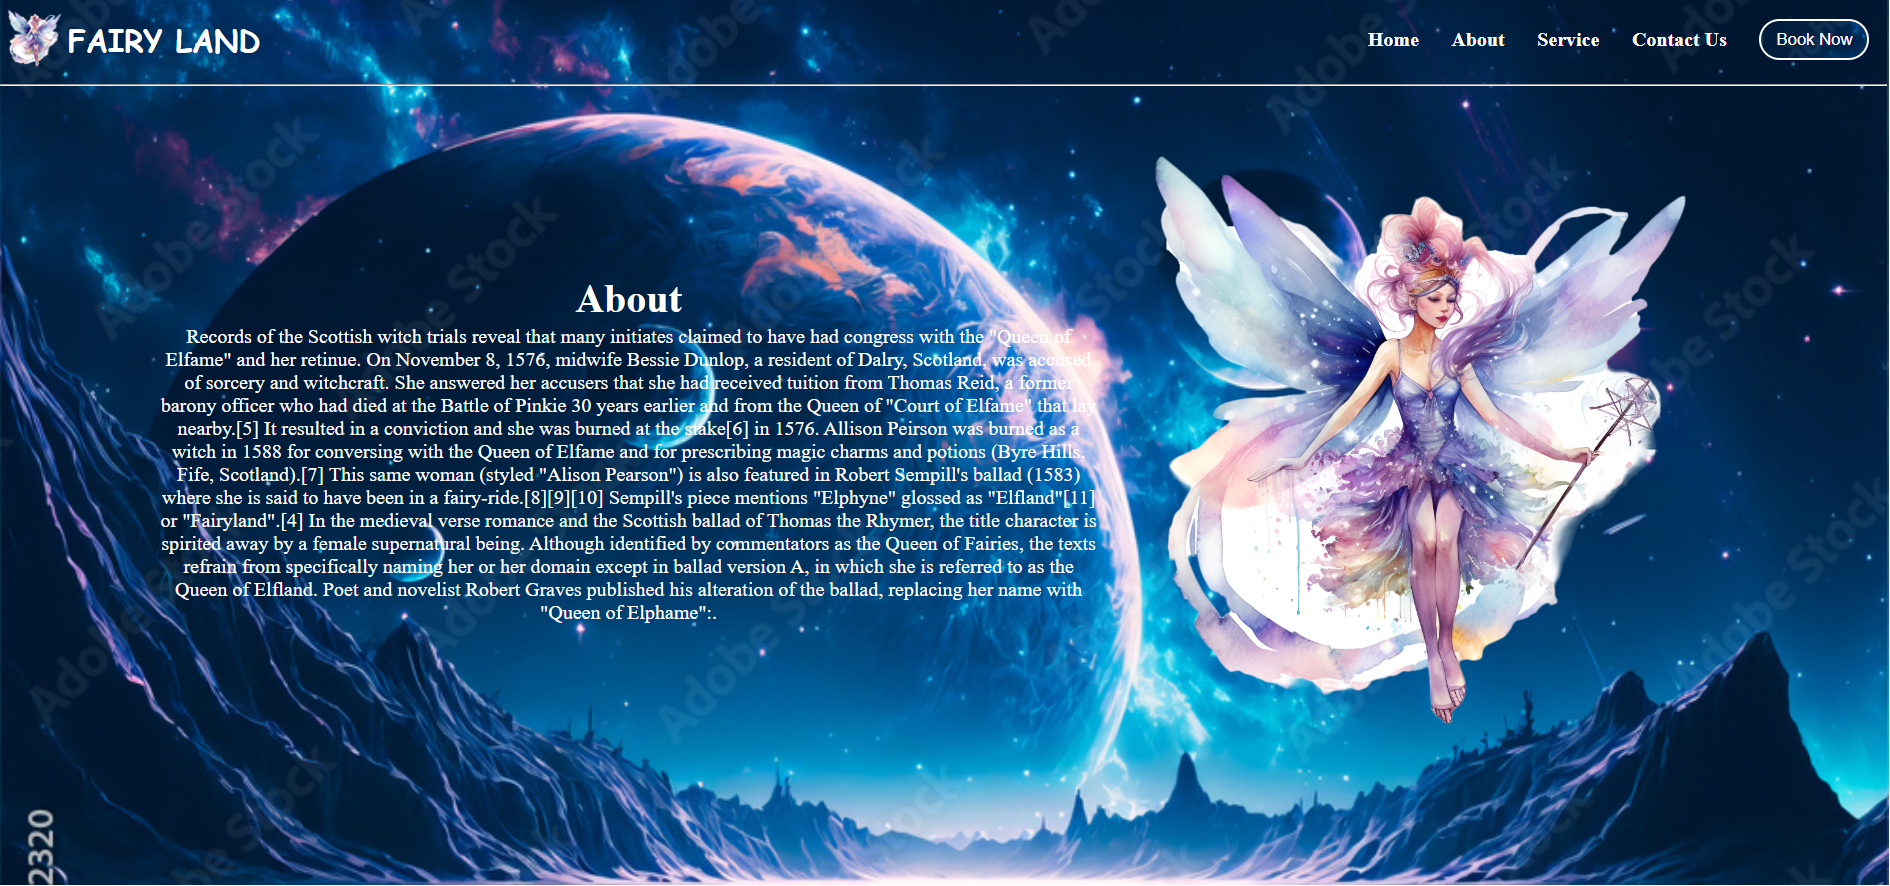 FAIRY LAND
Home
About
Service
Contact Us
Book Now
About
Records of the Scottish witch trials reveal that many initiates claimed to have had congress with the "Queen of
Elfame" and her retinue. On November 8, 1576, midwife Bessie Dunlop, a resident of Dalry, Scotland, was accused
of sorcery and witchcraft. She answered her accusers that she had received tuition from Thomas Reid, a former
barony officer who had died at the Battle of Pinkie 30 years earlier and from the Queen of "Court of Elfame" that lay
nearby.[5] It resulted in a conviction and she was burned at the stake[6] in 1576. Allison Peirson was burned as a
witch in 1588 for conversing with the Queen of Elfame and for prescribing magic charms and potions (Byre Hills,
Fife, Scotland).[7] This same woman (styled "Alison Pearson") is also featured in Robert Sempill's ballad (1583)
where she is said to have been in a fairy-ride.[8][9][10] Sempill's piece mentions "Elphyne" glossed as "Elfland"[11]
or "Fairyland".[4] In the medieval verse romance and the Scottish ballad of Thomas the Rhymer, the title character is
spirited away by a female supernatural being. Although identified by commentators as the Queen of Fairies, the texts
refrain from specifically naming her or her domain except in ballad version A, in which she is referred to as the
Queen of Elfland. Poet and novelist Robert Graves published his alteration of the ballad, replacing her name with
"Queen of Elphame":.
Adobe Stock
2320